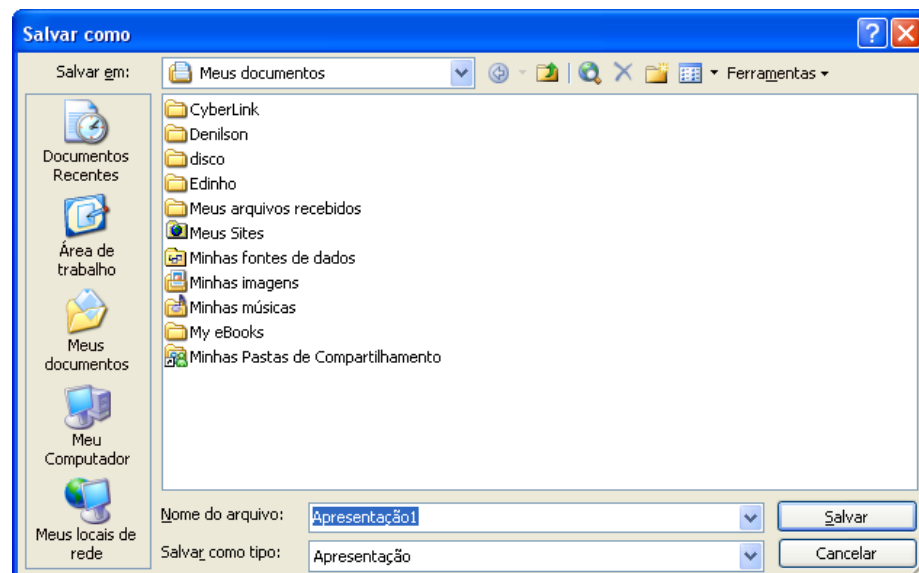 Salvar como
Salvar em:
Meus documentos
Ferramentas
Documentos
Recentes
Área de
trabalho
Meus
documentos
Meu
Computador
Meus locais de
rede
CyberLink
Denilson
disco
Edinho
Meus arquivos recebidos
Meus Sites
Minhas fontes de dados
Minhas imagens
Minhas músicas
My eBooks
Minhas Pastas de Compartilhamento
Nome do arquivo:
Apresentação1
Salvar
Salvar como tipo:
Apresentação
Cancelar